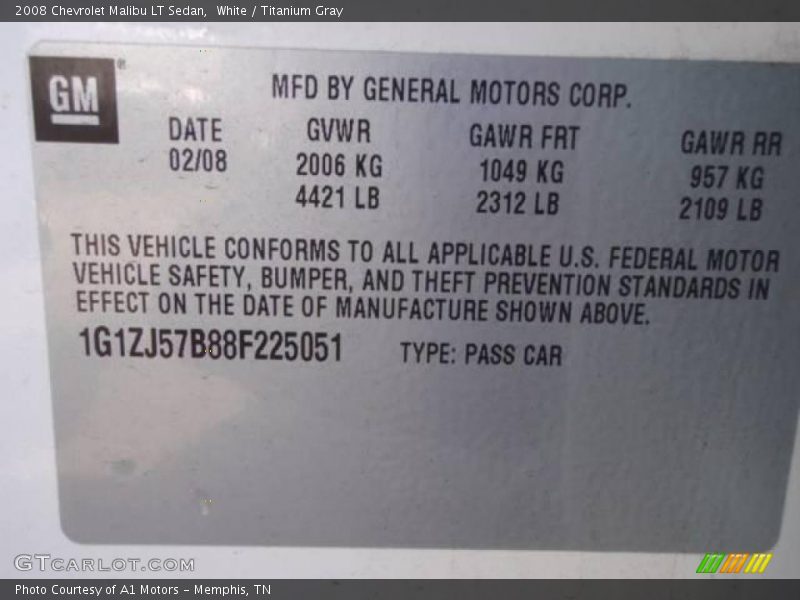 2008 Chevrolet Malibu LT Sedan,  White / Titanium Gray
GM®
MFD BY GENERAL MOTORS CORP.
DATE GVWR GAWR FRT GAWR RR
02/08 2006 KG 1049 KG 957 KG
4421 LB 2312 LB 2109 LB
THIS VEHICLE CONFORMS TO ALL APPLICABLE U.S. FEDERAL MOTOR
VEHICLE SAFETY, BUMPER, AND THEFT PREVENTION STANDARDS IN
EFFECT ON THE DATE OF MANUFACTURE SHOWN ABOVE.
1G1ZJ57B88F225051 TYPE: PASS CAR
GTCARLOT.COM
Photo Courtesy of A1 Motors - Memphis, TN